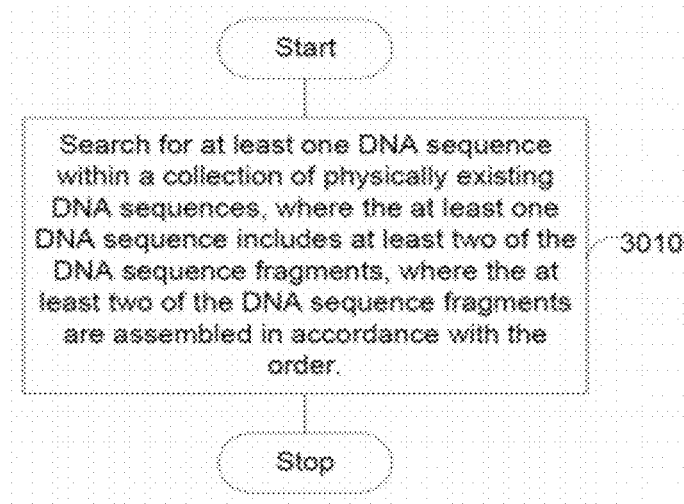 Start
Search for at least one DNA sequence
within a collection of physically existing
DNA sequences, where the at least one
DNA sequence includes at least two of the
DNA sequence fragments, where the at
least two of the DNA sequence fragments
are assembled in accordance with the
order.
3010
Stop